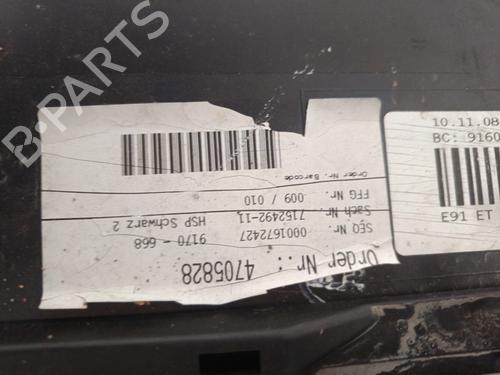 B-PARTS
Order Nr.: 4705828
9170 - 668
SEQ Nr. 0001672427 HSP Schwarz 2
Sach Nr. 7152492-11
FFG Nr. 009 / 010
Order Nr. Barcode
10.11.08
BC: 9160
E91 ET